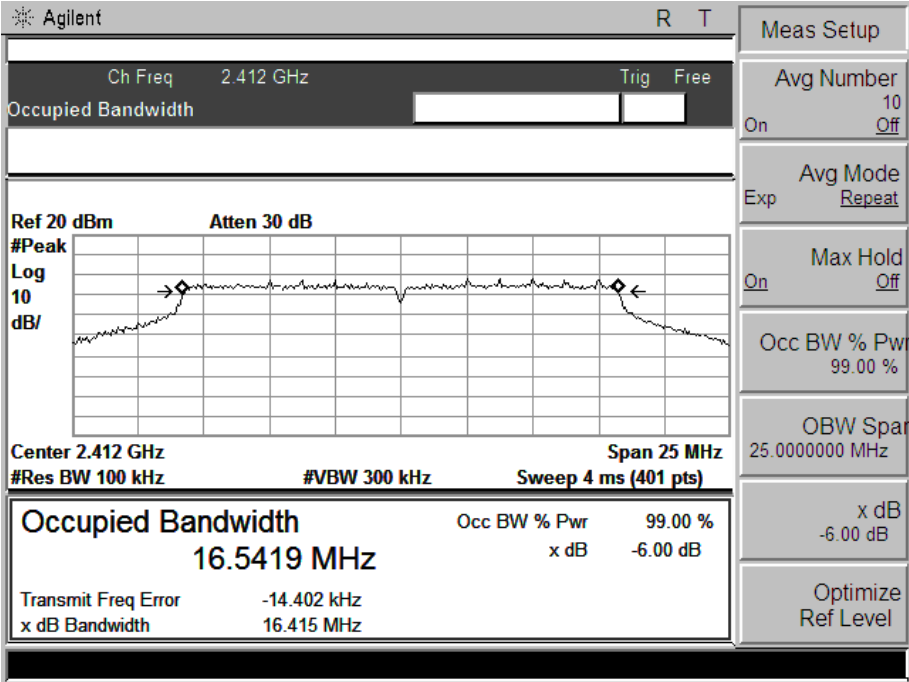 Agilent R T
Ch Freq 2.412 GHz Trig Free
Occupied Bandwidth
Ref 20 dBm Atten 30 dB
#Peak
Log
10
dB/
Center 2.412 GHz Span 25 MHz
#Res BW 100 kHz #VBW 300 kHz Sweep 4 ms (401 pts)
Occupied Bandwidth
16.5419 MHz
Occ BW % Pwr 99.00 %
x dB -6.00 dB
Transmit Freq Error -14.402 kHz
x dB Bandwidth 16.415 MHz
Meas Setup
Avg Number
10
On Off
Avg Mode
Exp Repeat
Max Hold
On Off
Occ BW % Pwr
99.00 %
OBW Span
25.0000000 MHz
x dB
-6.00 dB
Optimize
Ref Level